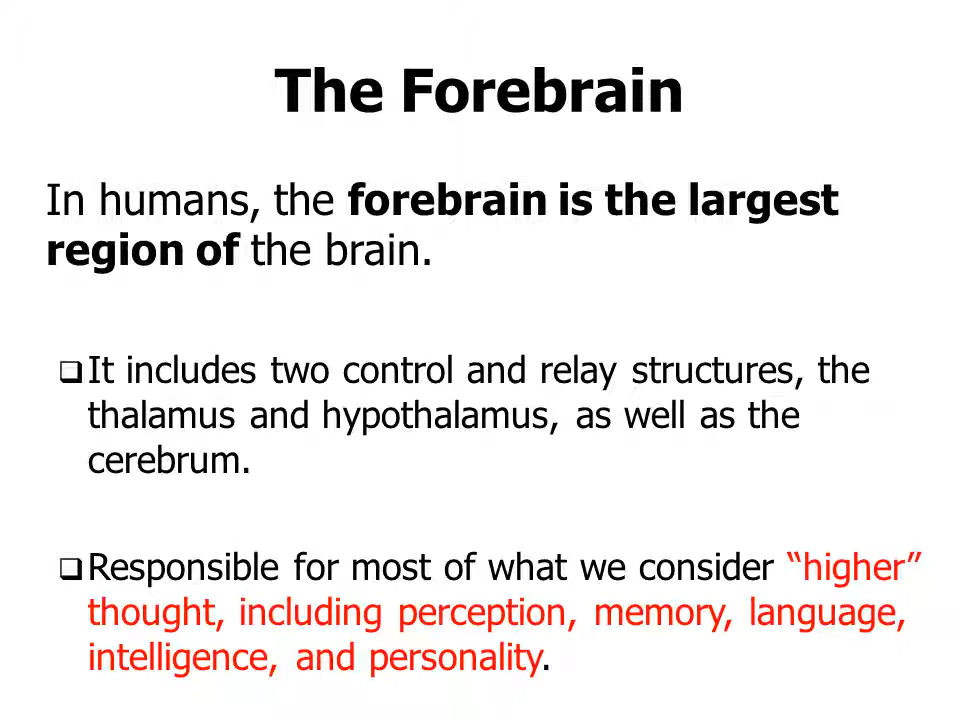 The Forebrain
In humans, the forebrain is the largest
region of the brain.
It includes two control and relay structures, the
thalamus and hypothalamus, as well as the
cerebrum.
Responsible for most of what we consider “higher”
thought, including perception, memory, language,
intelligence, and personality.